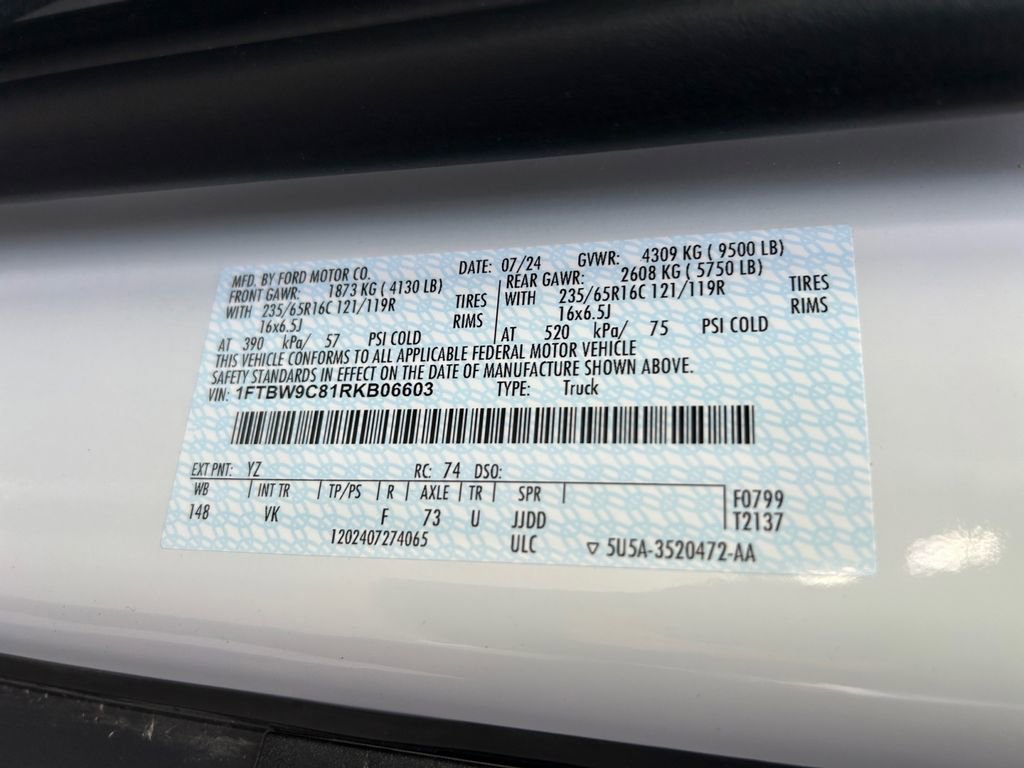 MFD. BY FORD MOTOR CO. DATE: 07/24 GVWR: 4309 KG ( 9500 LB)
FRONT GAWR: 1873 KG ( 4130 LB) REAR GAWR: 2608 KG ( 5750 LB)
WITH 235/65R16C 121/119R TIRES WITH 235/65R16C 121/119R TIRES
16x6.5J RIMS 16x6.5J RIMS
AT 390 kPa/ 57 PSI COLD AT 520 kPa/ 75 PSI COLD
THIS VEHICLE CONFORMS TO ALL APPLICABLE FEDERAL MOTOR VEHICLE
SAFETY STANDARDS IN EFFECT ON THE DATE OF MANUFACTURE SHOWN ABOVE.
VIN: 1FTBW9C81RKB06603 TYPE: Truck
EXT PNT: YZ RC: 74 DSO:
WB INT TR TP/PS R AXLE TR SPR F0799
148 VK F 73 U JJDD T2137
1202407274065 ULC ▽ 5U5A-3520472-AA